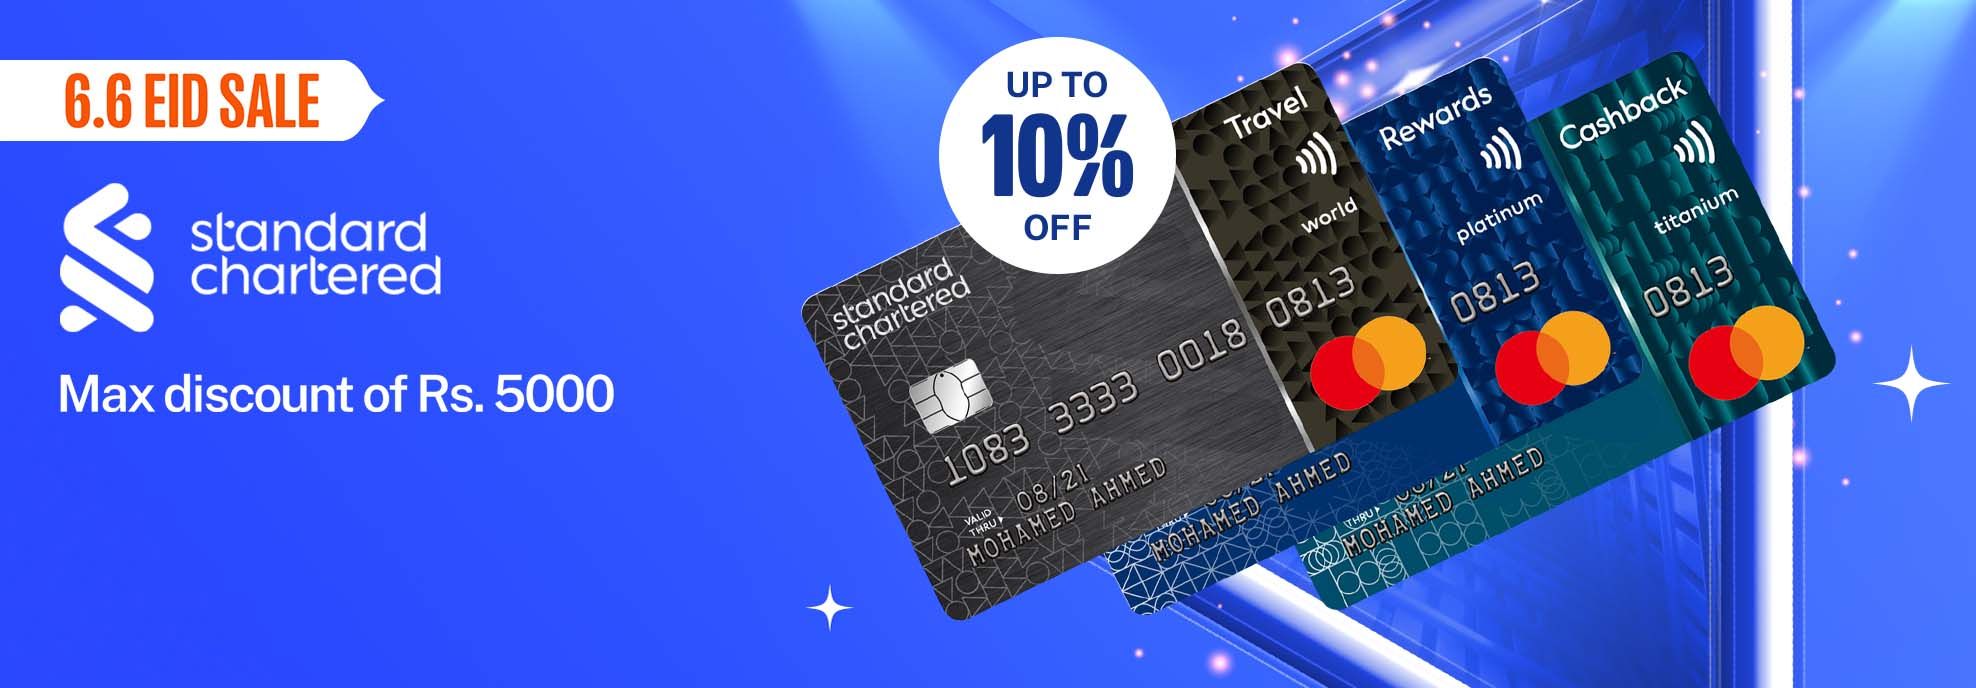 6.6 EID SALE
standard
chartered
Max discount of Rs. 5000
UP TO
10%
OFF
standard
chartered
1083 3333 0018 0813
VALID
THRU
08/21
MOHAMED AHMED
Travel
world
Rewards
platinum
0813
THRU
MOHAMED AHMED
Cashback
titanium
0813
THRU
MOHAMED AHMED